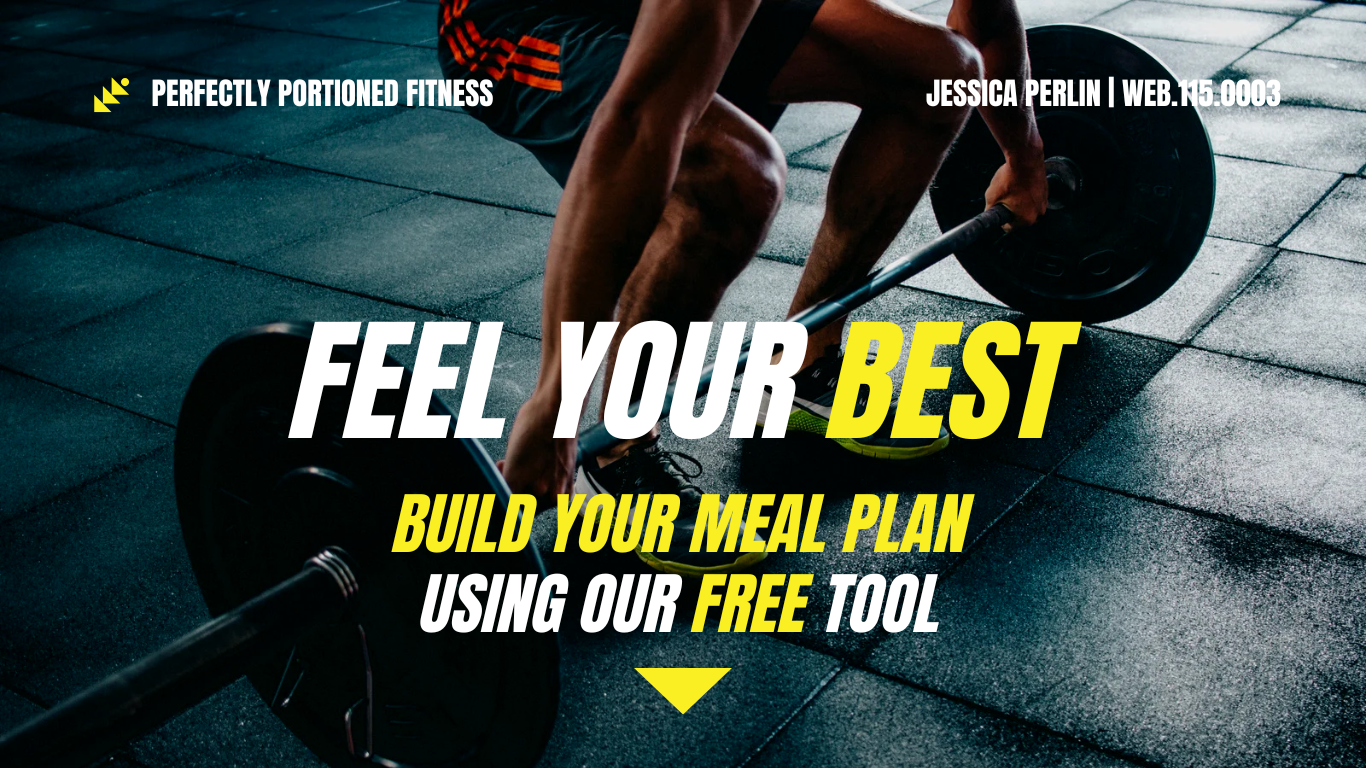 PERFECTLY PORTIONED FITNESS
JESSICA PERLIN | WEB.115.0003
FEEL YOUR BEST
BUILD YOUR MEAL PLAN
USING OUR FREE TOOL